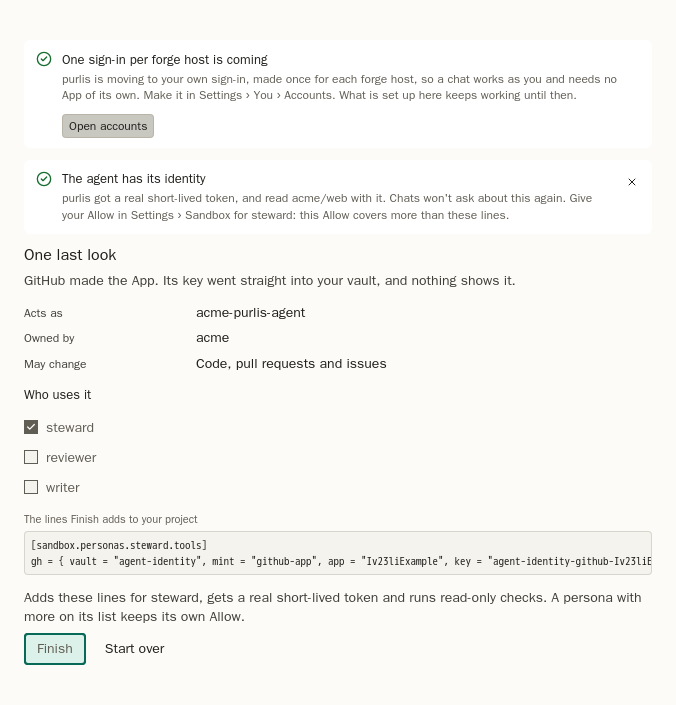 One sign-in per forge host is coming
purlis is moving to your own sign-in, made once for each forge host, so a chat works as you and needs no
App of its own. Make it in Settings › You › Accounts. What is set up here keeps working until then.
Open accounts
The agent has its identity
purlis got a real short-lived token, and read acme/web with it. Chats won't ask about this again. Give
your Allow in Settings › Sandbox for steward: this Allow covers more than these lines.
One last look
GitHub made the App. Its key went straight into your vault, and nothing shows it.
Acts as acme-purlis-agent
Owned by acme
May change Code, pull requests and issues
Who uses it
steward
reviewer
writer
The lines Finish adds to your project
[sandbox.personas.steward.tools]
gh = { vault = "agent-identity", mint = "github-app", app = "Iv23liExample", key = "agent-identity-github-Iv23liE
Adds these lines for steward, gets a real short-lived token and runs read-only checks. A persona with
more on its list keeps its own Allow.
Finish Start over